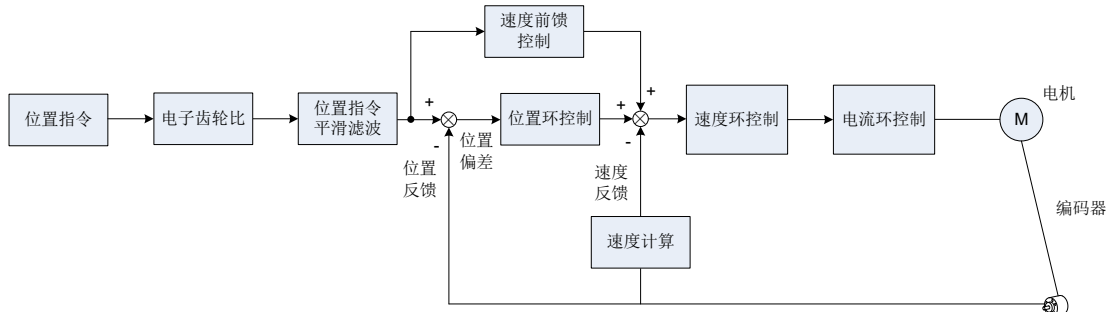 速度前馈
控制
+
+
+
+
-
-
位置指令
电子齿轮比
位置指令
平滑滤波
位置环控制
速度环控制
电流环控制
电机
M
位置
偏差
位置
反馈
速度
反馈
速度计算
编码器